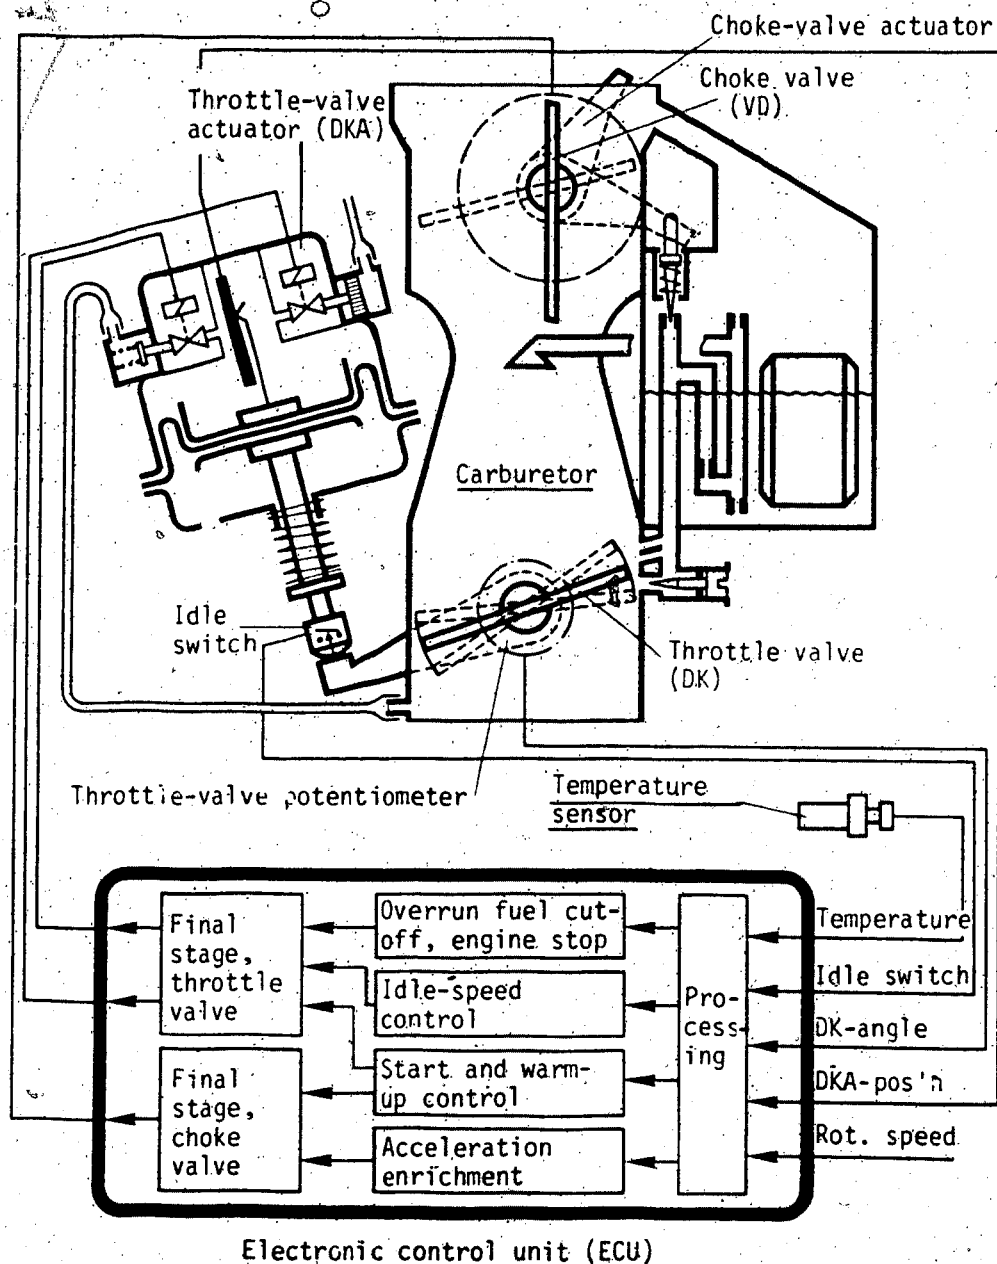 Choke-valve actuator
Choke valve
(VD)
Throttle-valve
actuator (DKA)
Carburetor
Idle
switch
Throttle valve
(DK)
Throttle-valve potentiometer
Temperature
sensor
Final
stage,
throttle
valve
Overrun fuel cut-
off, engine stop
Idle-speed
control
Start and warm-
up control
Acceleration
enrichment
Final
stage,
choke
valve
Pro-
cess-
ing
Temperature
Idle switch
DK-angle
DKA-pos'n
Rot. speed
Electronic control unit (ECU)